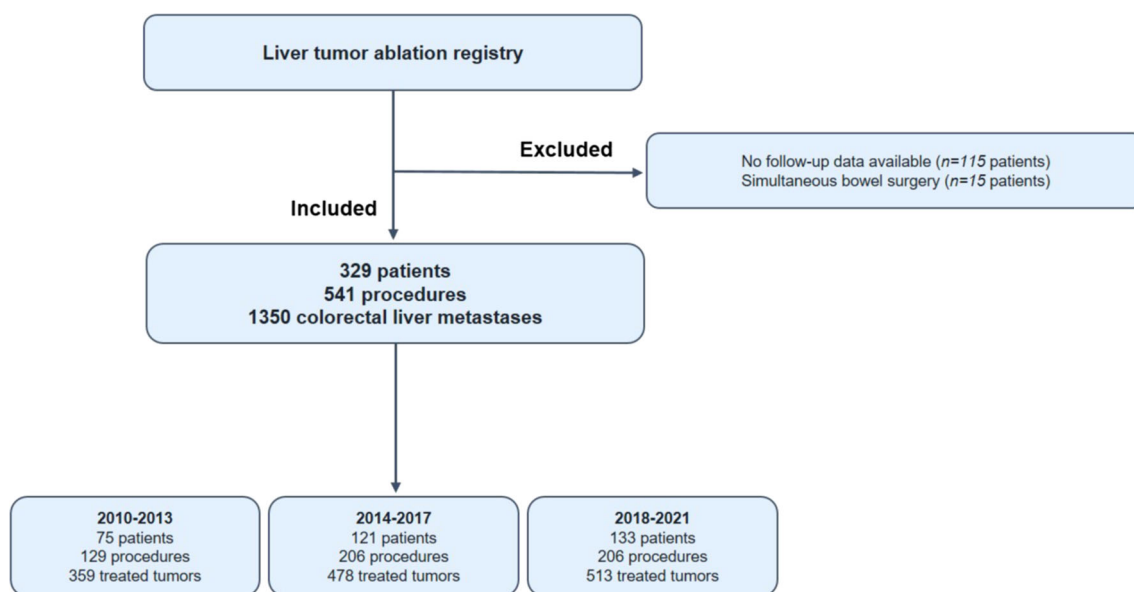 Liver tumor ablation registry
Excluded
No follow-up data available (n=115 patients)
Simultaneous bowel surgery (n=15 patients)
Included
329 patients
541 procedures
1350 colorectal liver metastases
2010-2013
75 patients
129 procedures
359 treated tumors
2014-2017
121 patients
206 procedures
478 treated tumors
2018-2021
133 patients
206 procedures
513 treated tumors